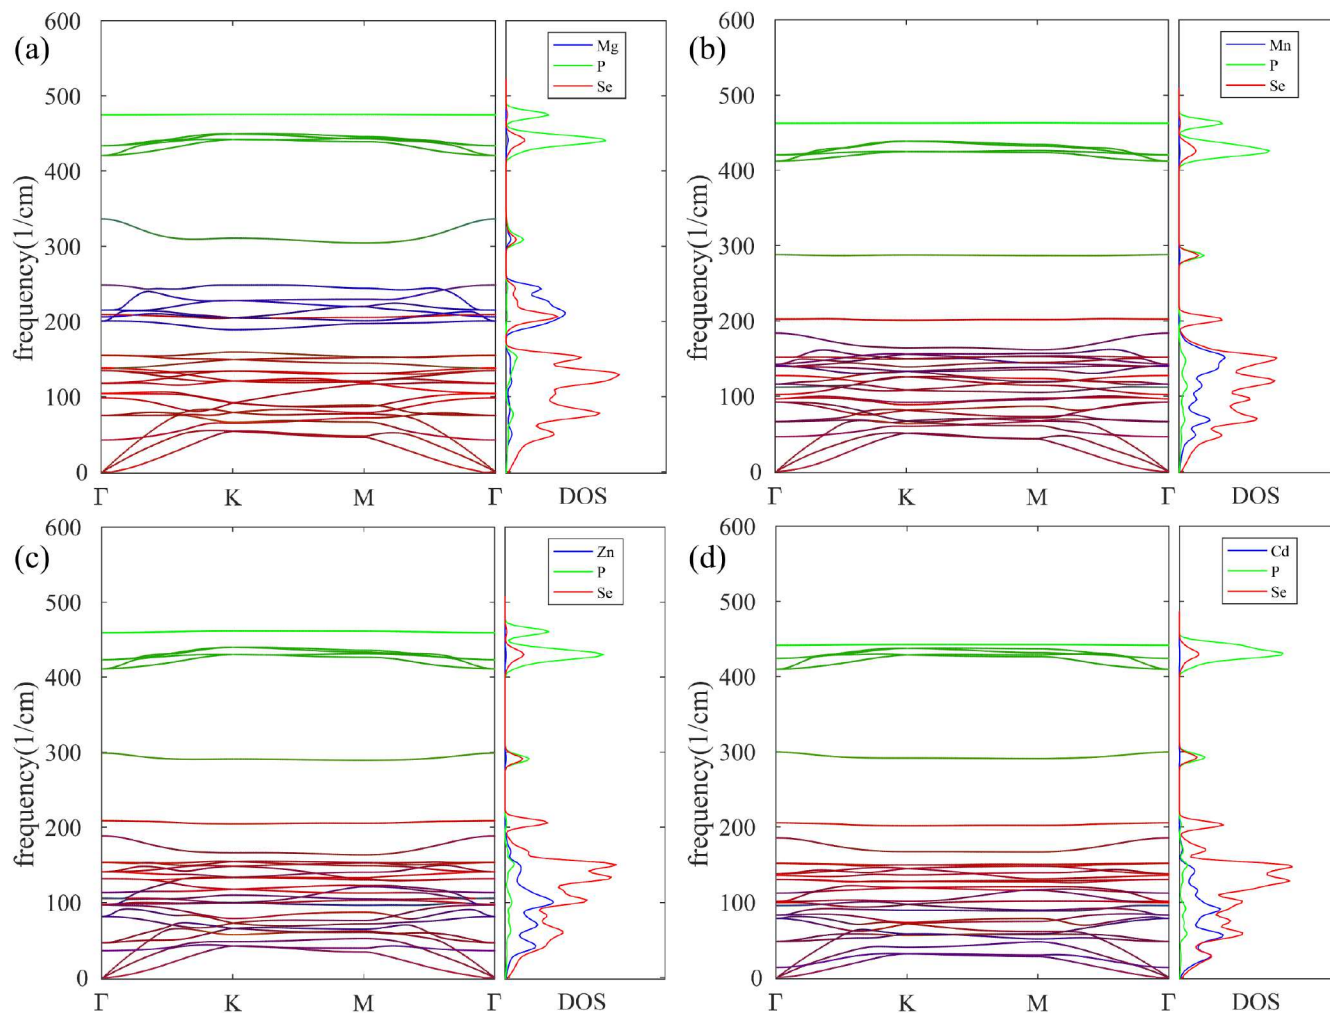 (a)
600
500
400
300
200
100
0
frequency(1/cm)
Γ K M Γ DOS
Mg
P
Se
(b)
600
500
400
300
200
100
0
frequency(1/cm)
Γ K M Γ DOS
Mn
P
Se
(c)
600
500
400
300
200
100
0
frequency(1/cm)
Γ K M Γ DOS
Zn
P
Se
(d)
600
500
400
300
200
100
0
frequency(1/cm)
Γ K M Γ DOS
Cd
P
Se